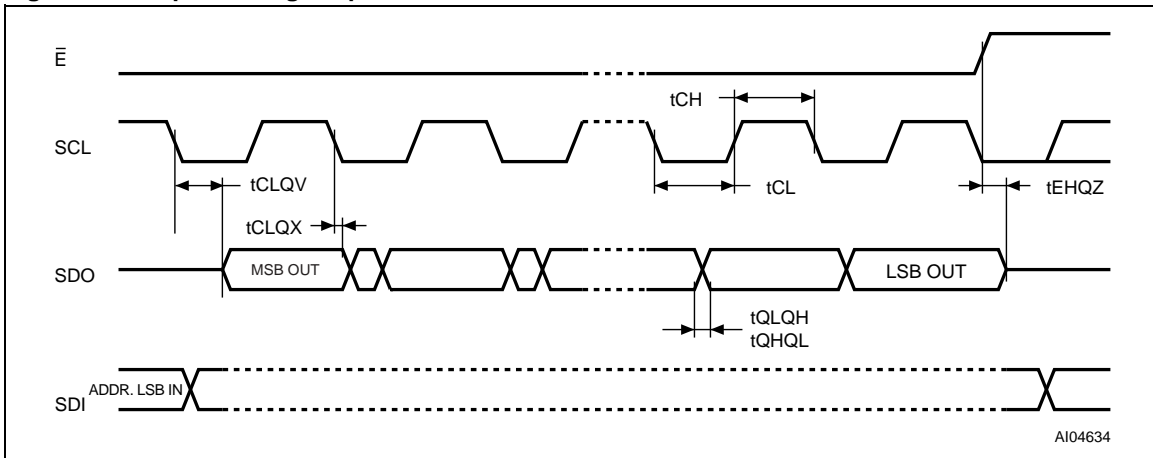 Ē
tCH
SCL
tCLQV
tCL
tEHQZ
tCLQX
SDO
MSB OUT
LSB OUT
tQLQH
tQHQL
ADDR. LSB IN
SDI
AI04634